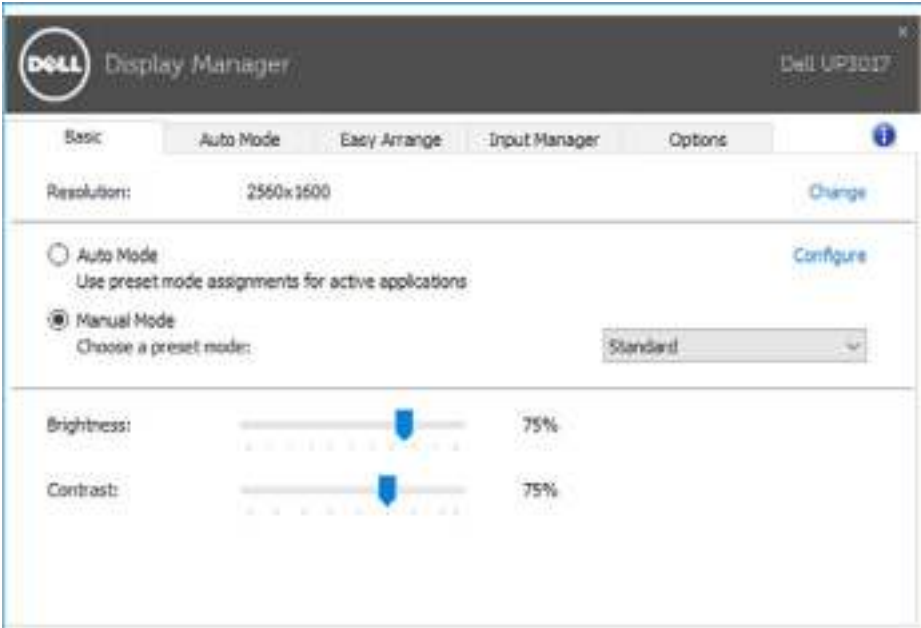 DELL Display Manager Dell UP3017
Basic Auto Mode Easy Arrange Input Manager Options
Resolution: 2560x1600 Change
Auto Mode Configure
Use preset mode assignments for active applications
Manual Mode
Choose a preset mode: Standard
Brightness: 75%
Contrast: 75%